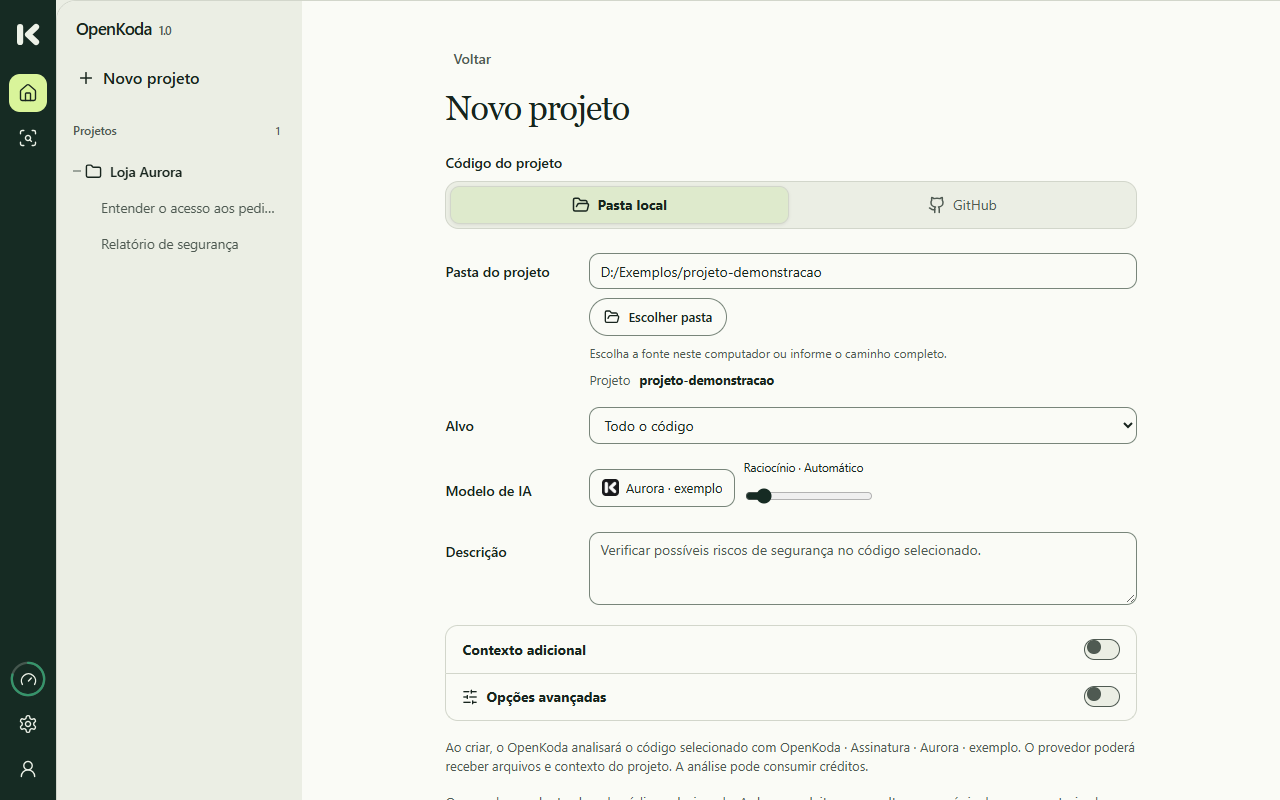 OpenKoda 1.0
Novo projeto
Projetos 1
Loja Aurora
Entender o acesso aos pedi...
Relatório de segurança
Voltar
Novo projeto
Código do projeto
Pasta local
GitHub
Pasta do projeto
D:/Exemplos/projeto-demonstracao
Escolher pasta
Escolha a fonte neste computador ou informe o caminho completo.
Projeto projeto-demonstracao
Alvo
Todo o código
Modelo de IA
Aurora · exemplo
Raciocínio · Automático
Descrição
Verificar possíveis riscos de segurança no código selecionado.
Contexto adicional
Opções avançadas
Ao criar, o OpenKoda analisará o código selecionado com OpenKoda · Assinatura · Aurora · exemplo. O provedor poderá
receber arquivos e contexto do projeto. A análise pode consumir créditos.